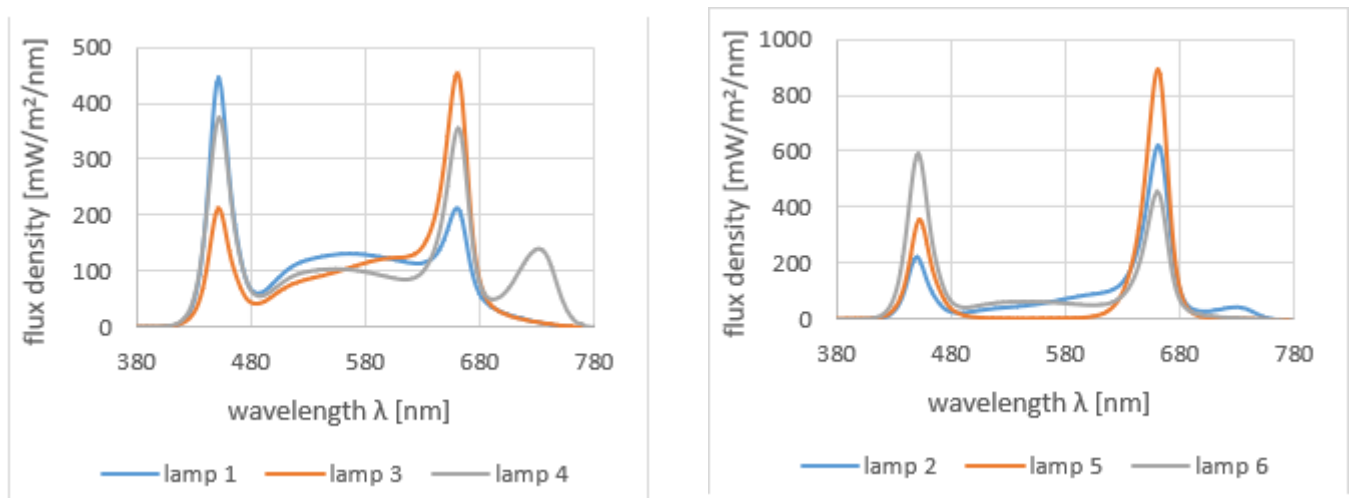 500
400
300
200
100
0
flux density [mW/m²/nm]
380 480 580 680 780
wavelength λ [nm]
lamp 1 lamp 3 lamp 4
1000
800
600
400
200
0
flux density [mW/m²/nm]
380 480 580 680 780
wavelength λ [nm]
lamp 2 lamp 5 lamp 6